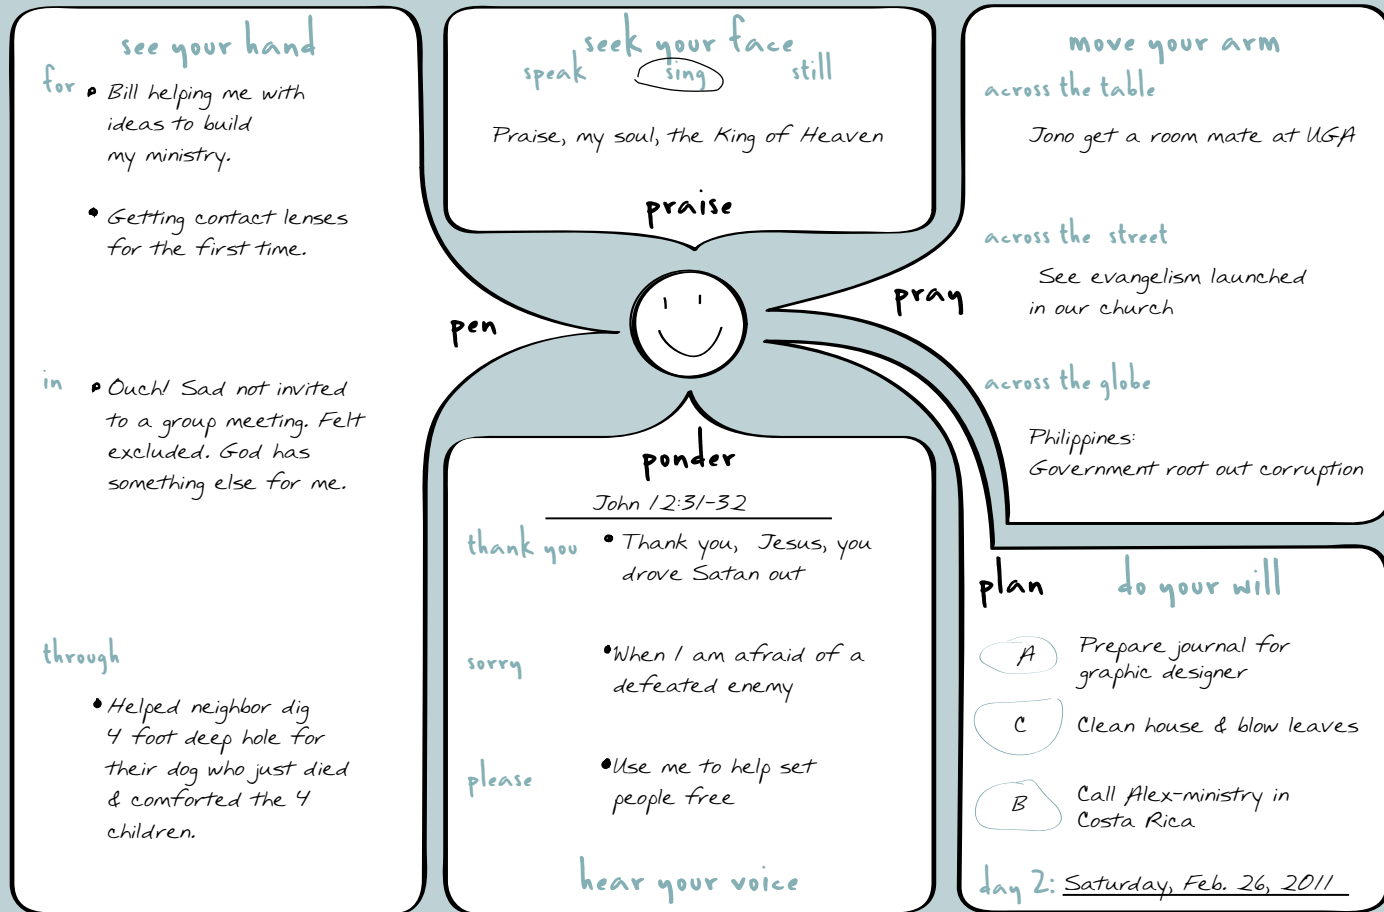 see your hand
for
• Bill helping me with
ideas to build
my ministry.
• Getting contact lenses
for the first time.
in
• Ouch! Sad not invited
to a group meeting. Felt
excluded. God has
something else for me.
through
• Helped neighbor dig
4 foot deep hole for
their dog who just died
& comforted the 4
children.
pen
seek your face
speak sing still
Praise, my soul, the King of Heaven
praise
ponder
John 12:31-32
thank you
• Thank you, Jesus, you
drove Satan out
sorry
• When I am afraid of a
defeated enemy
please
• Use me to help set
people free
hear your voice
move your arm
across the table
Jono get a room mate at UGA
across the street
See evangelism launched
in our church
pray
across the globe
Philippines:
Government root out corruption
plan do your will
A Prepare journal for
graphic designer
C Clean house & blow leaves
B Call Alex-ministry in
Costa Rica
day 2: Saturday, Feb. 26, 2011